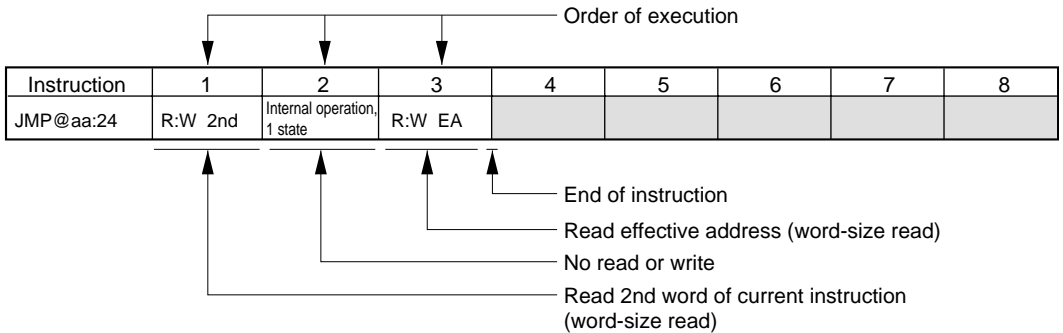 Order of execution
Instruction 1 2 3 4 5 6 7 8
JMP@aa:24 R:W 2nd Internal operation, 1 state R:W EA
End of instruction
Read effective address (word-size read)
No read or write
Read 2nd word of current instruction
(word-size read)